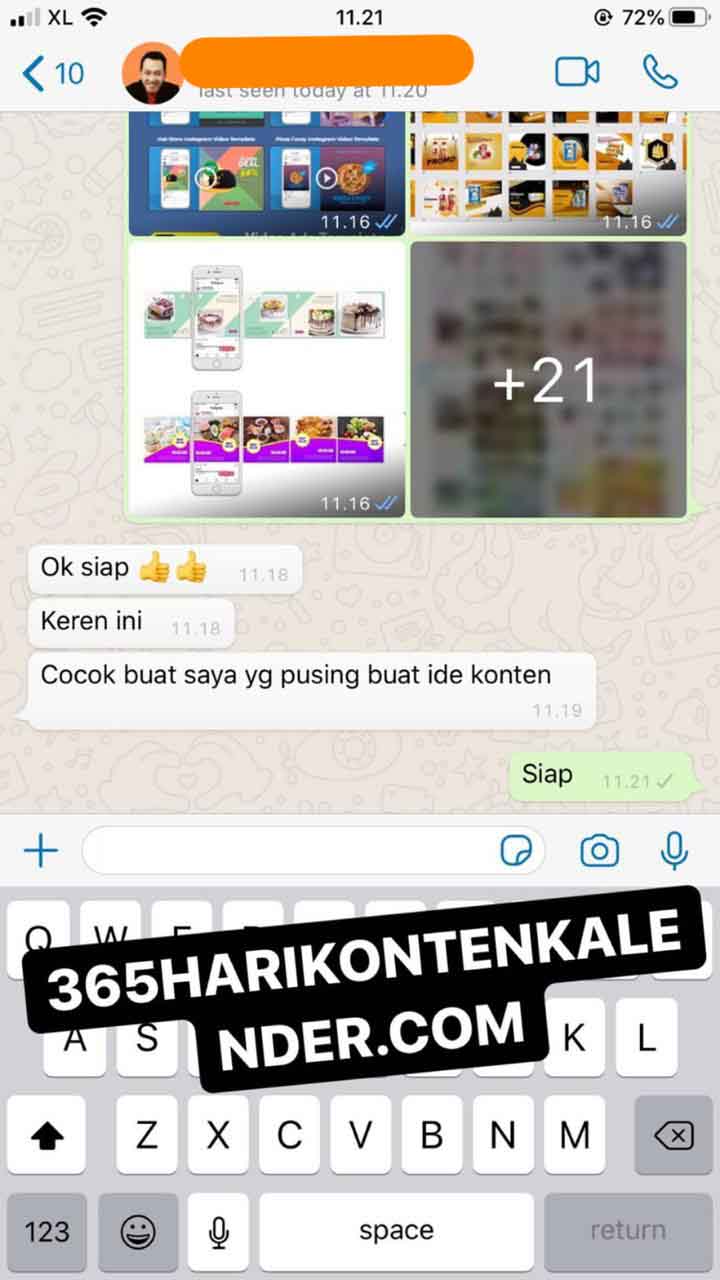 XL 11.21 72%
10
last seen today at 11.20
11.16
11.16
11.16
+21
Ok siap 👍👍 11.18
Keren ini 11.18
Cocok buat saya yg pusing buat ide konten
11.19
Siap 11.21
365HARIKONTENKALE
NDER.COM
Q W
A S K L
Z X C V B N M
123 space return